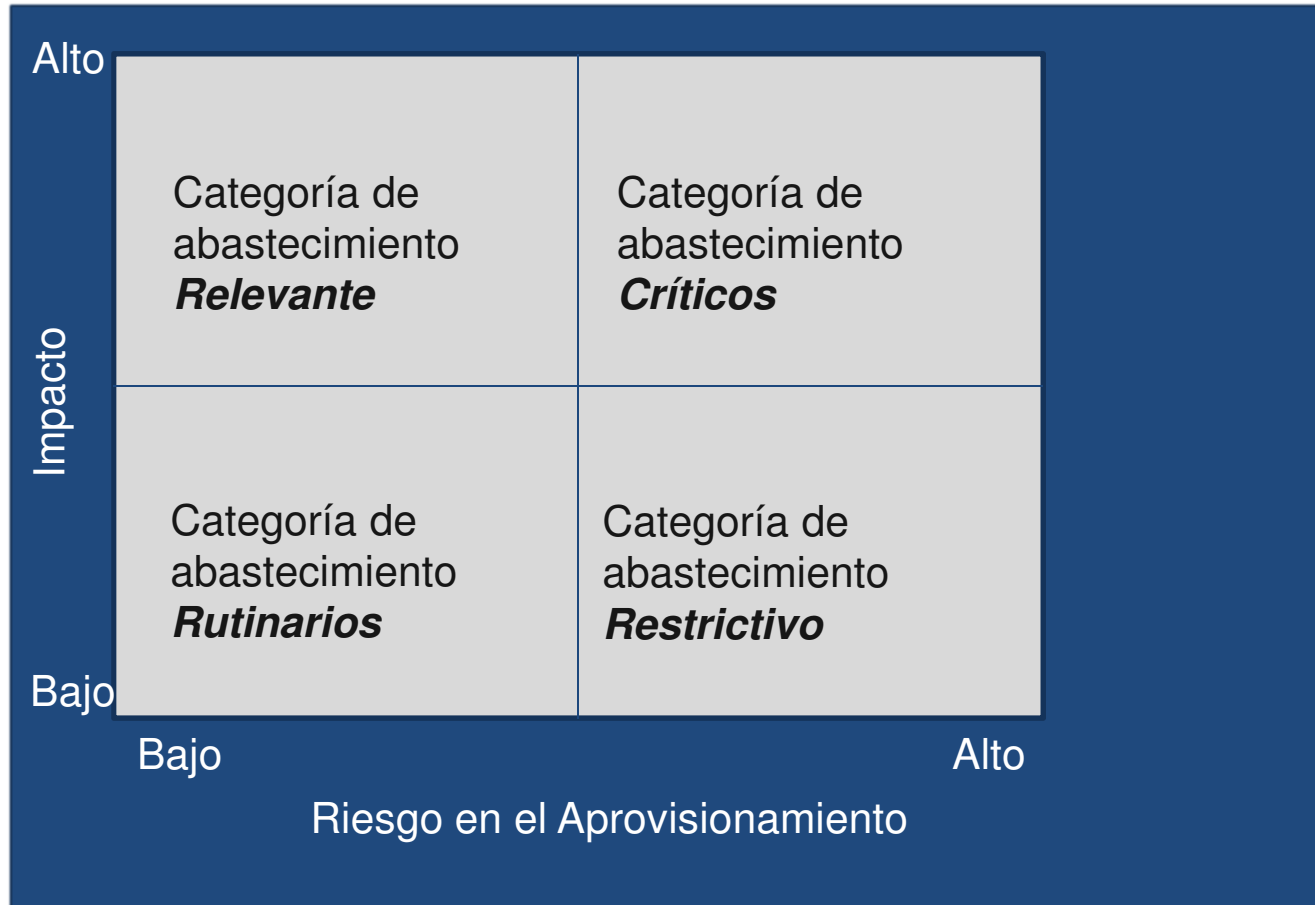 Alto
Categoría de
abastecimiento
Relevante
Categoría de
abastecimiento
Críticos
Impacto
Categoría de
abastecimiento
Rutinarios
Categoría de
abastecimiento
Restrictivo
Bajo
Bajo
Alto
Riesgo en el Aprovisionamiento